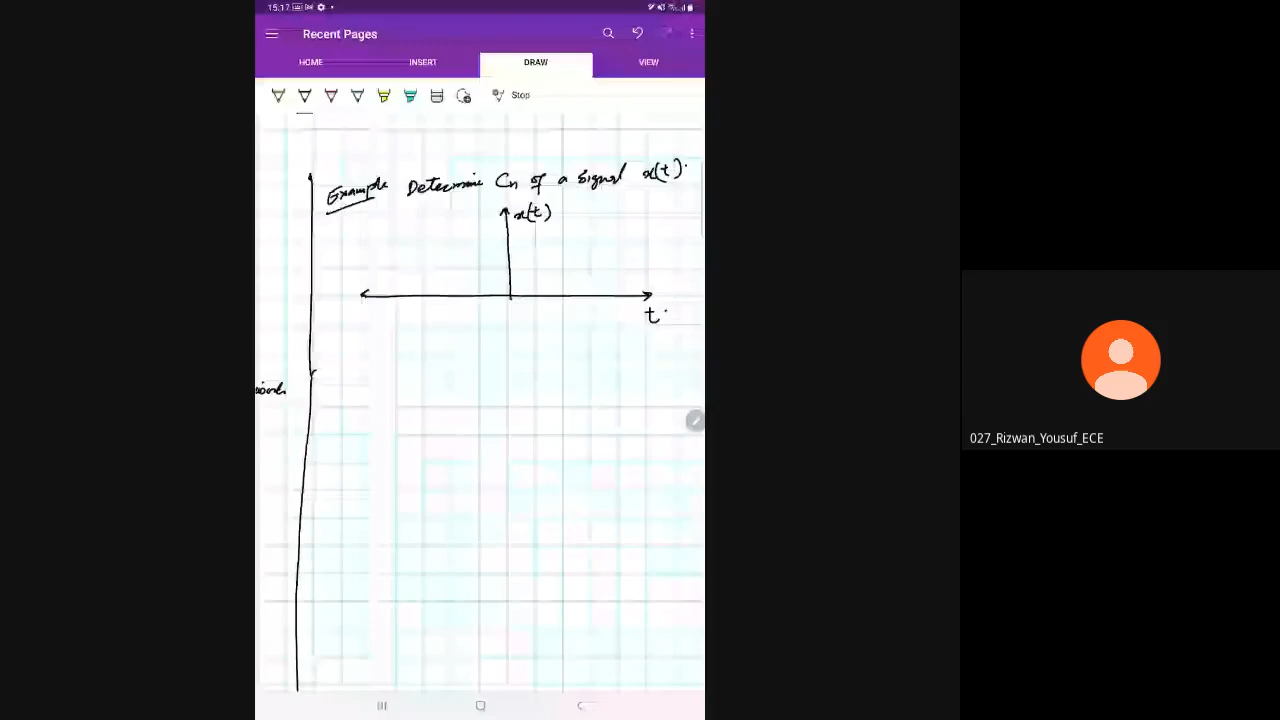 15:17
Recent Pages
HOME INSERT DRAW VIEW
Stop
Example Determine Cn of a signal x(t).
x(t)
t.
027_Rizwan_Yousuf_ECE